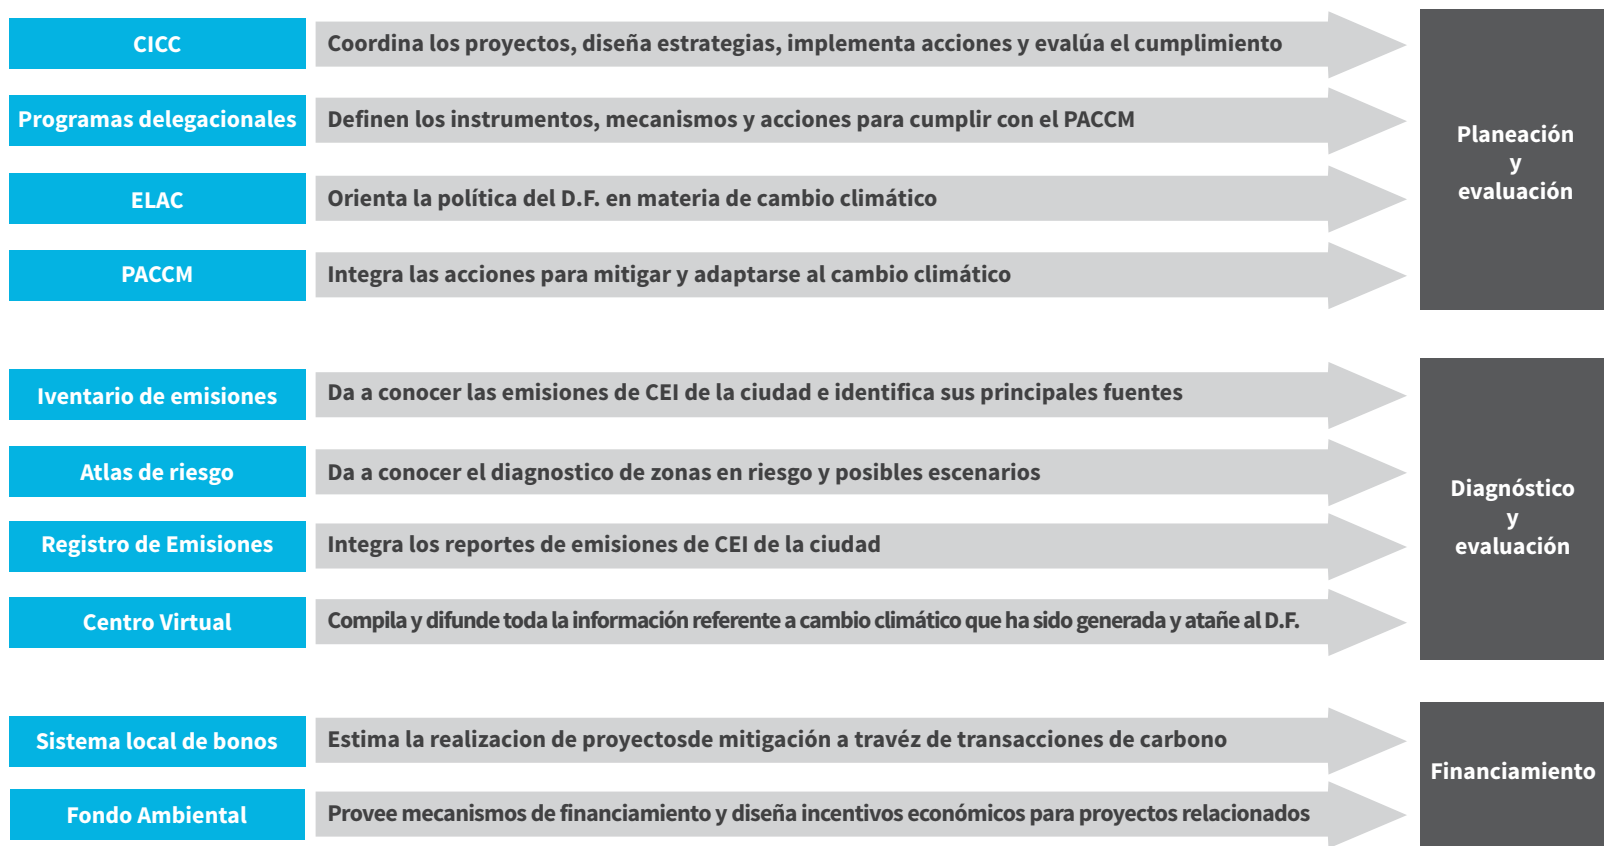 CICC
Coordina los proyectos, diseña estrategias, implementa acciones y evalúa el cumplimiento
Programas delegacionales
Definen los instrumentos, mecanismos y acciones para cumplir con el PACCM
ELAC
Orienta la política del D.F. en materia de cambio climático
PACCM
Integra las acciones para mitigar y adaptarse al cambio climático
Planeación
y
evaluación
Iventario de emisiones
Da a conocer las emisiones de CEI de la ciudad e identifica sus principales fuentes
Atlas de riesgo
Da a conocer el diagnostico de zonas en riesgo y posibles escenarios
Registro de Emisiones
Integra los reportes de emisiones de CEI de la ciudad
Centro Virtual
Compila y difunde toda la información referente a cambio climático que ha sido generada y atañe al D.F.
Diagnóstico
y
evaluación
Sistema local de bonos
Estima la realizacion de proyectosde mitigación a travéz de transacciones de carbono
Fondo Ambiental
Provee mecanismos de financiamiento y diseña incentivos económicos para proyectos relacionados
Financiamiento